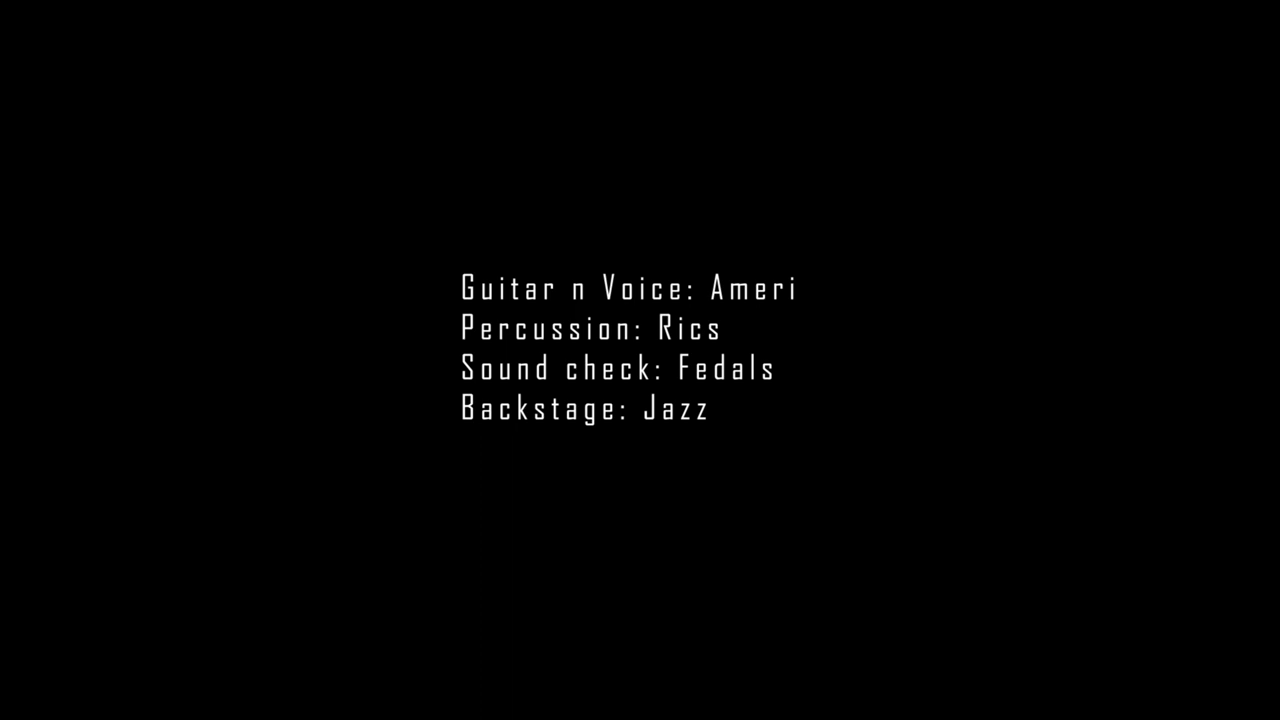 Guitar n Voice: Ameri
Percussion: Rics
Sound check: Fedals
Backstage: Jazz